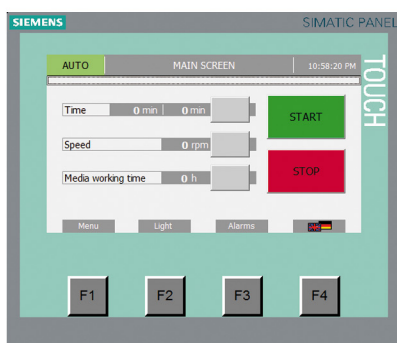 SIEMENS
SIMATIC PANEL
TOUCH
AUTO MAIN SCREEN 10:58:20 PM
Time 0 min 0 min
START
Speed 0 rpm
STOP
Media working time 0 h
Menu Light Alarms
F1 F2 F3 F4